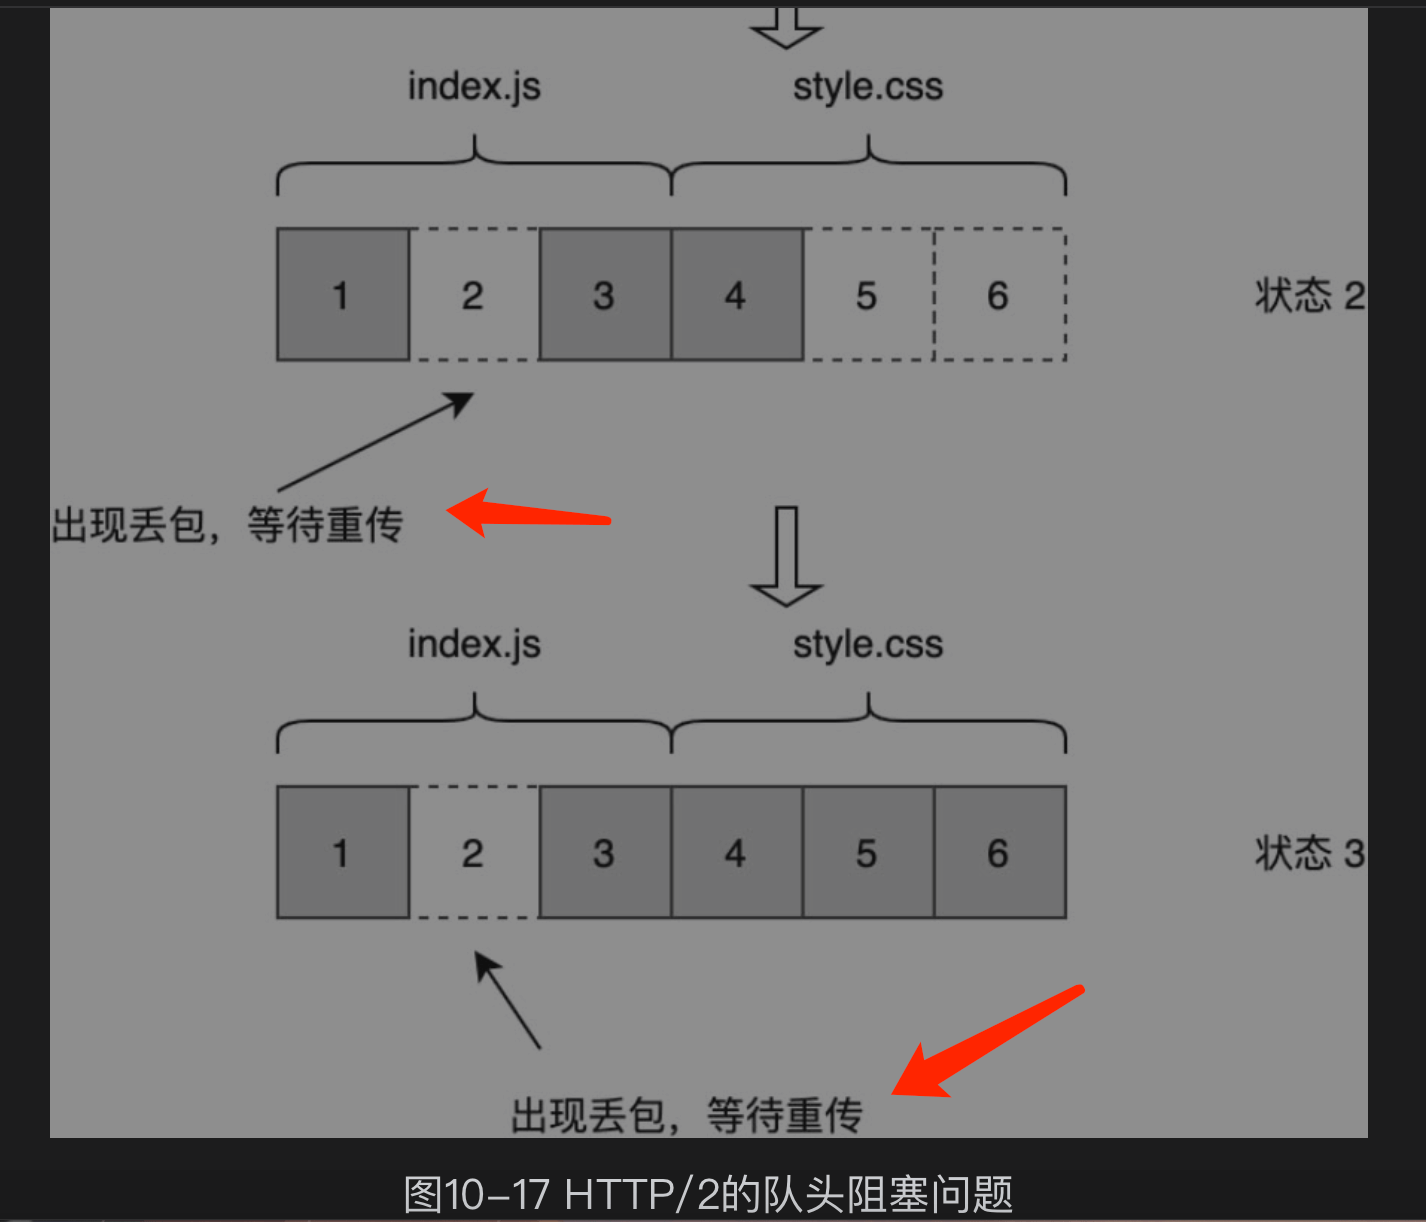 index.js style.css
1 2 3 4 5 6 状态 2
出现丢包，等待重传
index.js style.css
1 2 3 4 5 6 状态 3
出现丢包，等待重传
图10-17 HTTP/2的队头阻塞问题